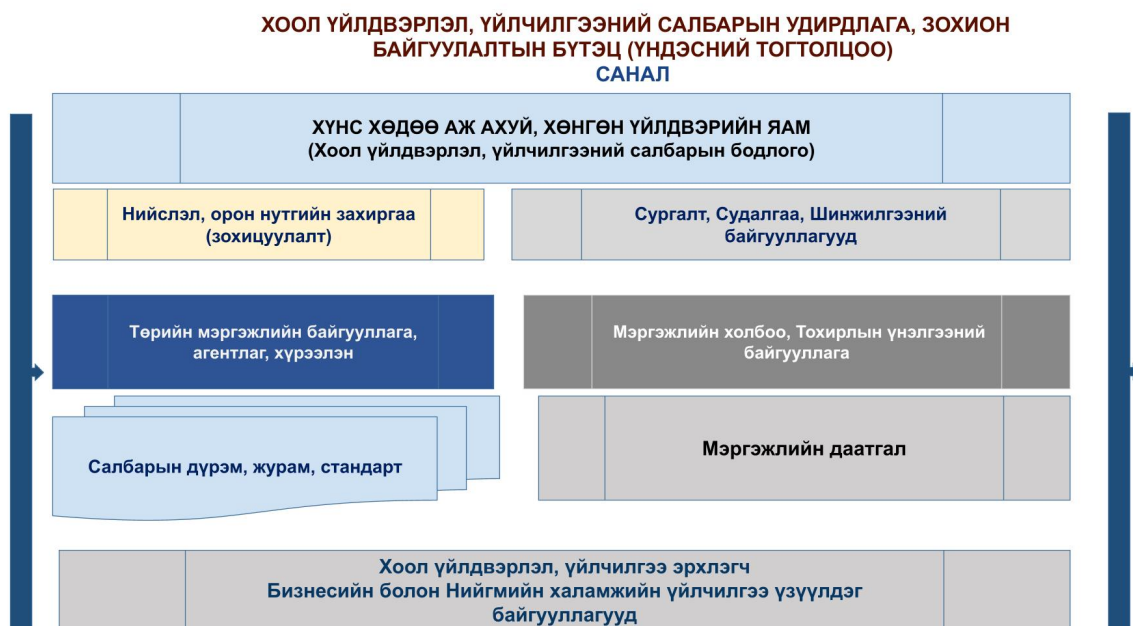 ХООЛ ҮЙЛДВЭРЛЭЛ, ҮЙЛЧИЛГЭЭНИЙ САЛБАРЫН УДИРДЛАГА, ЗОХИОН
БАЙГУУЛАЛТЫН БҮТЭЦ (ҮНДЭСНИЙ ТОГТОЛЦОО)
САНАЛ
ХҮНС ХӨДӨӨ АЖ АХУЙ, ХӨНГӨН ҮЙЛДВЭРИЙН ЯАМ
(Хоол үйлдвэрлэл, үйлчилгээний салбарын бодлого)
Нийслэл, орон нутгийн захиргаа
(зохицуулалт)
Сургалт, Судалгаа, Шинжилгээний
байгууллагууд
Төрийн мэргэжлийн байгууллага,
агентлаг, хүрээлэн
Мэргэжлийн холбоо, Тохирлын үнэлгээний
байгууллага
Салбарын дүрэм, журам, стандарт
Мэргэжлийн даатгал
Хоол үйлдвэрлэл, үйлчилгээ эрхлэгч
Бизнесийн болон Нийгмийн халамжийн үйлчилгээ үзүүлдэг
байгууллагууд